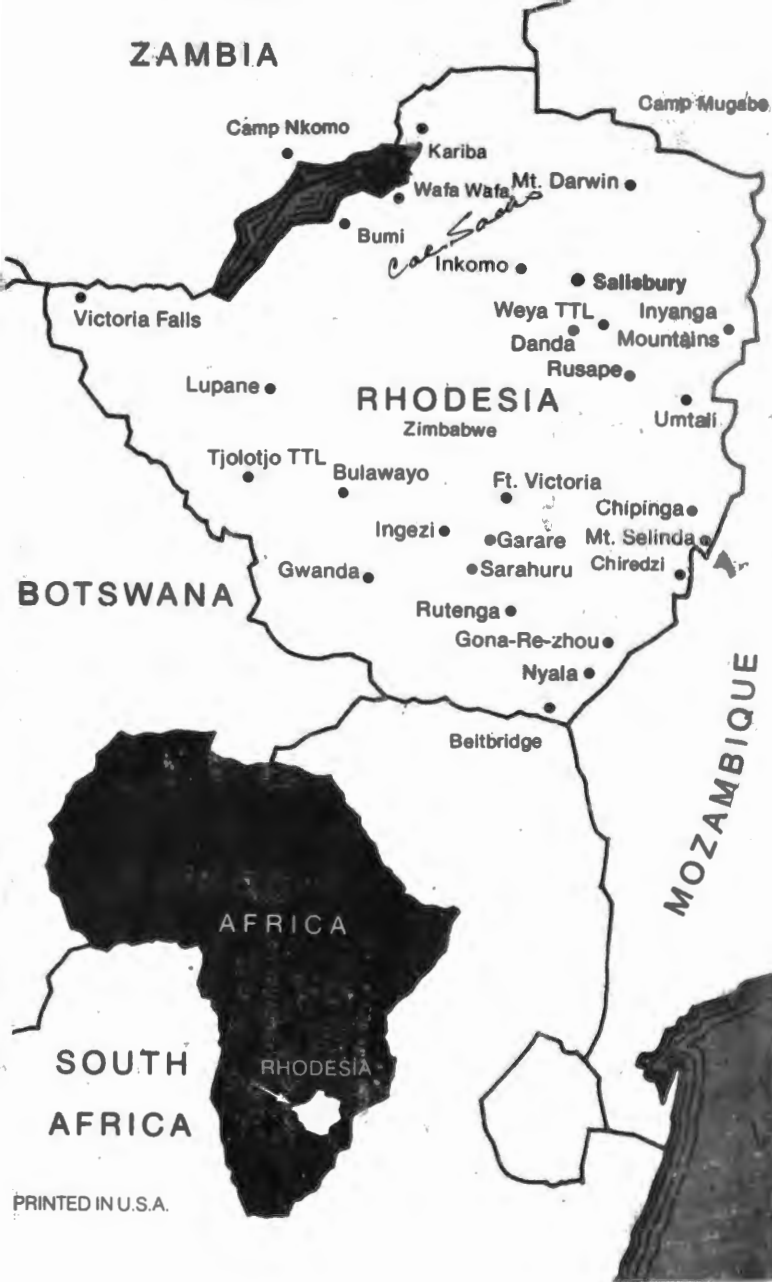 ZAMBIA
Camp Mugabe
Camp Nkomo
Kariba
Wafa Wafa
Mt. Darwin
Bumi
Inkomo
Salisbury
Victoria Falls
Weya TTL
Inyanga
Mountains
Danda
Rusape
Lupane
RHODESIA
Zimbabwe
Umtali
Tjolotjo TTL
Bulawayo
Ft. Victoria
Chipinga
Ingezi
Garare
Mt. Selinda
Gwanda
Sarahuru
Chiredzi
BOTSWANA
Rutenga
Gona-Re-zhou
Nyala
Beitbridge
MOZAMBIQUE
AFRICA
RHODESIA
SOUTH
AFRICA
PRINTED IN U.S.A.